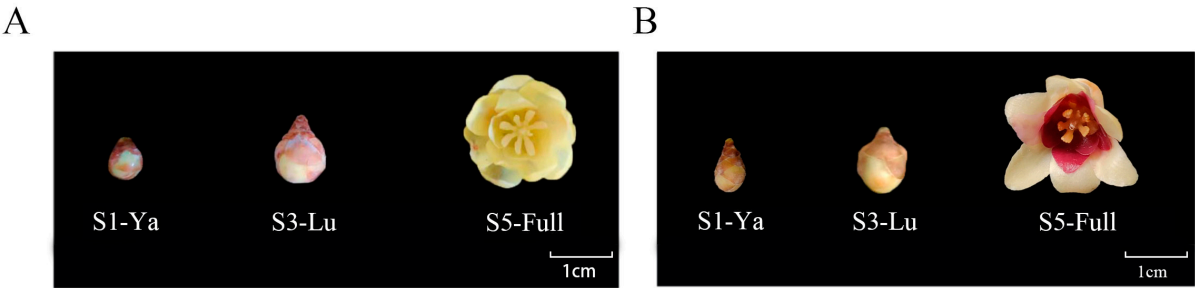 A
B
S1-Ya
S3-Lu
S5-Full
1cm
S1-Ya
S3-Lu
S5-Full
1cm